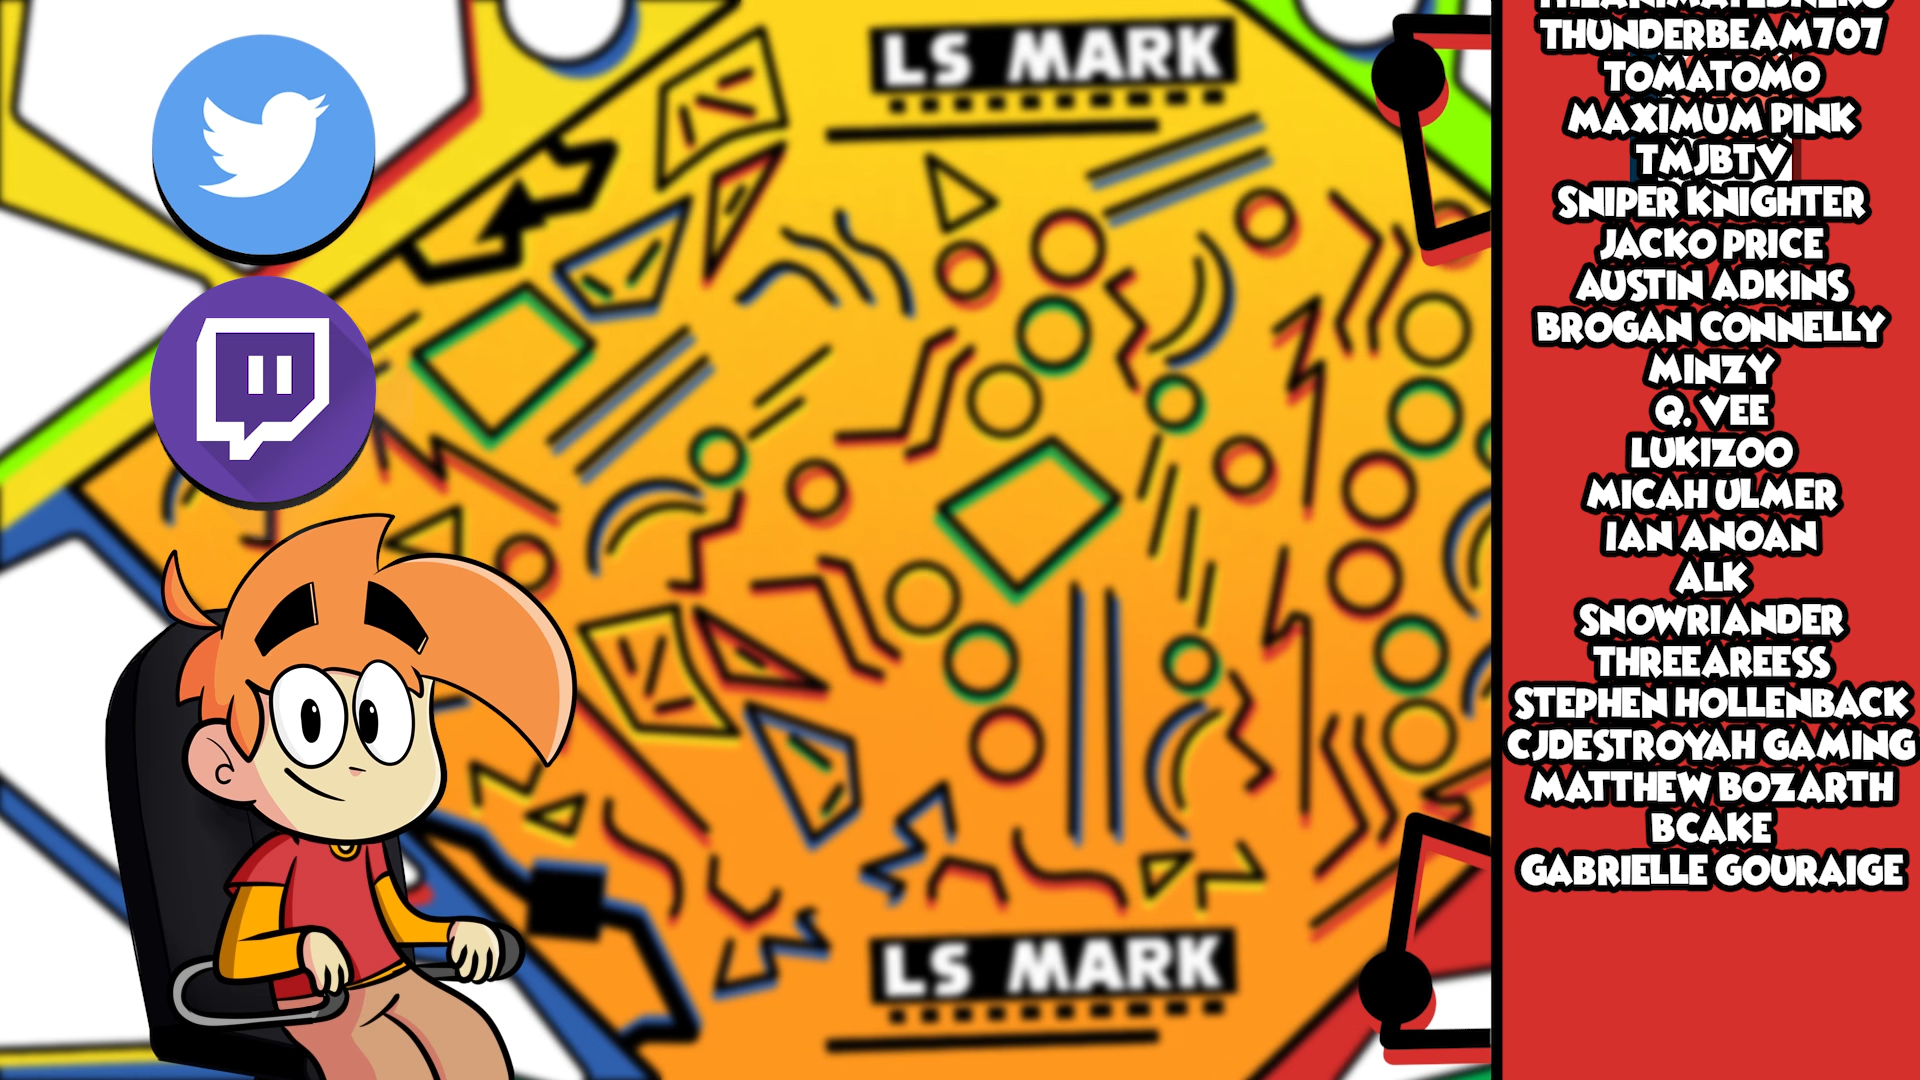 LS MARK
LS MARK
THUNDERBEAM707
TOMATOMO
MAXIMUM PINK
TMJBTV
SNIPER KNIGHTER
JACKO PRICE
AUSTIN ADKINS
BROGAN CONNELLY
MINZY
Q. VEE
LUKIZOO
MICAH ULMER
IAN ANOAN
ALK
SNOWRIANDER
THREEAREESS
STEPHEN HOLLENBACK
CJDESTROYAH GAMING
MATTHEW BOZARTH
BCAKE
GABRIELLE GOURAIGE